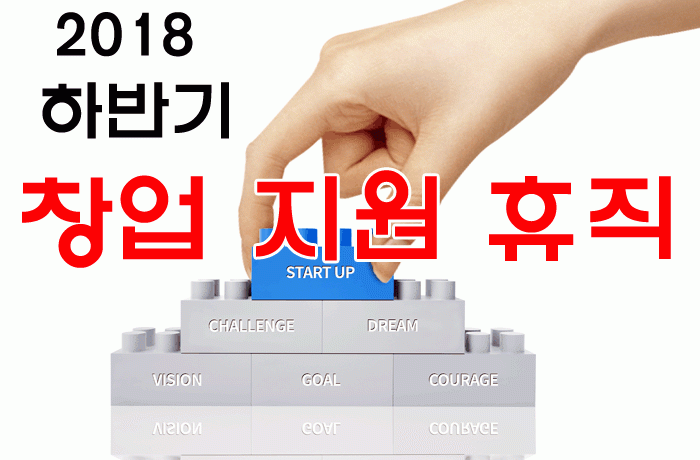 2018
하반기
창업 지원 휴직
START UP
CHALLENGE DREAM
VISION GOAL COURAGE